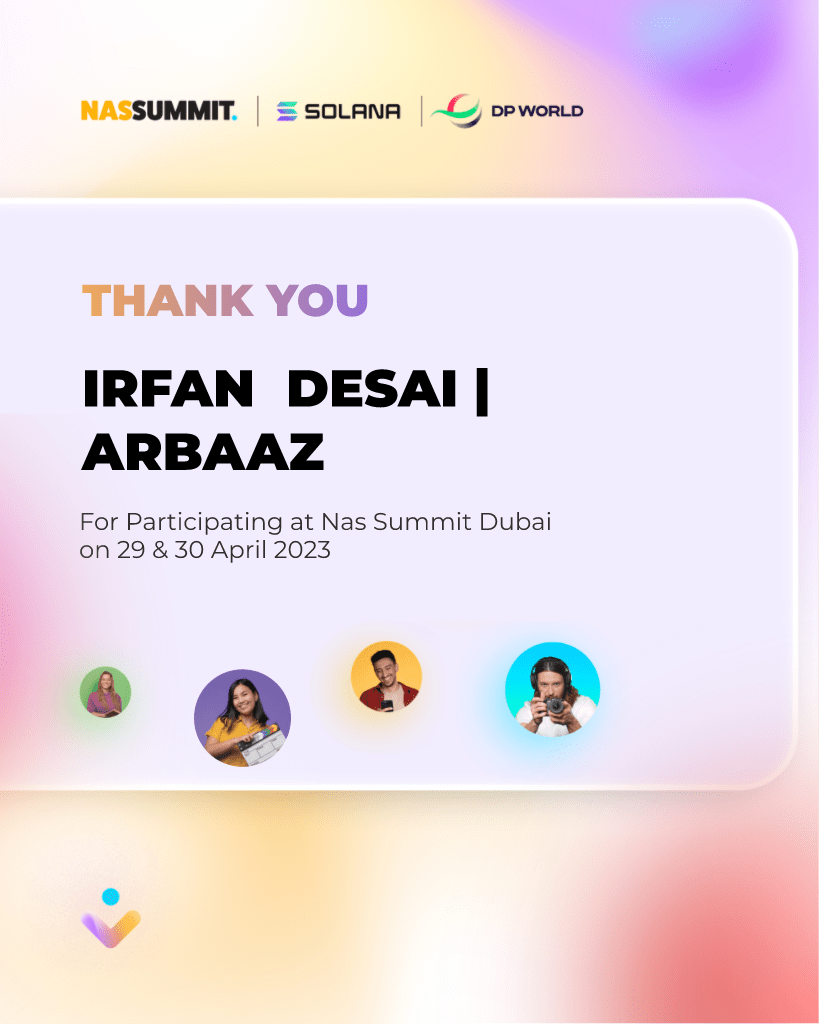 NASSUMMIT. | SOLANA | DP WORLD
THANK YOU
IRFAN  DESAI |
ARBAAZ
For Participating at Nas Summit Dubai
on 29 & 30 April 2023